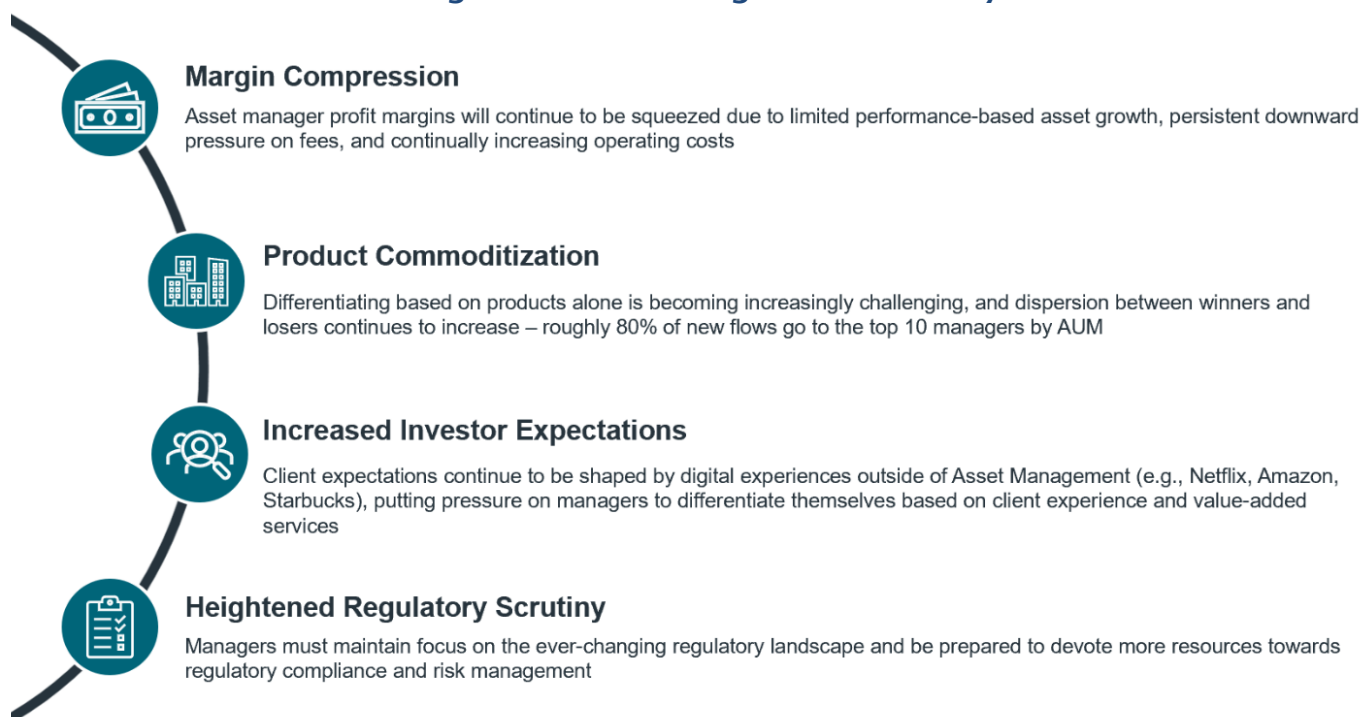 Margin Compression
Asset manager profit margins will continue to be squeezed due to limited performance-based asset growth, persistent downward
pressure on fees, and continually increasing operating costs
Product Commoditization
Differentiating based on products alone is becoming increasingly challenging, and dispersion between winners and
losers continues to increase – roughly 80% of new flows go to the top 10 managers by AUM
Increased Investor Expectations
Client expectations continue to be shaped by digital experiences outside of Asset Management (e.g., Netflix, Amazon,
Starbucks), putting pressure on managers to differentiate themselves based on client experience and value-added
services
Heightened Regulatory Scrutiny
Managers must maintain focus on the ever-changing regulatory landscape and be prepared to devote more resources towards
regulatory compliance and risk management